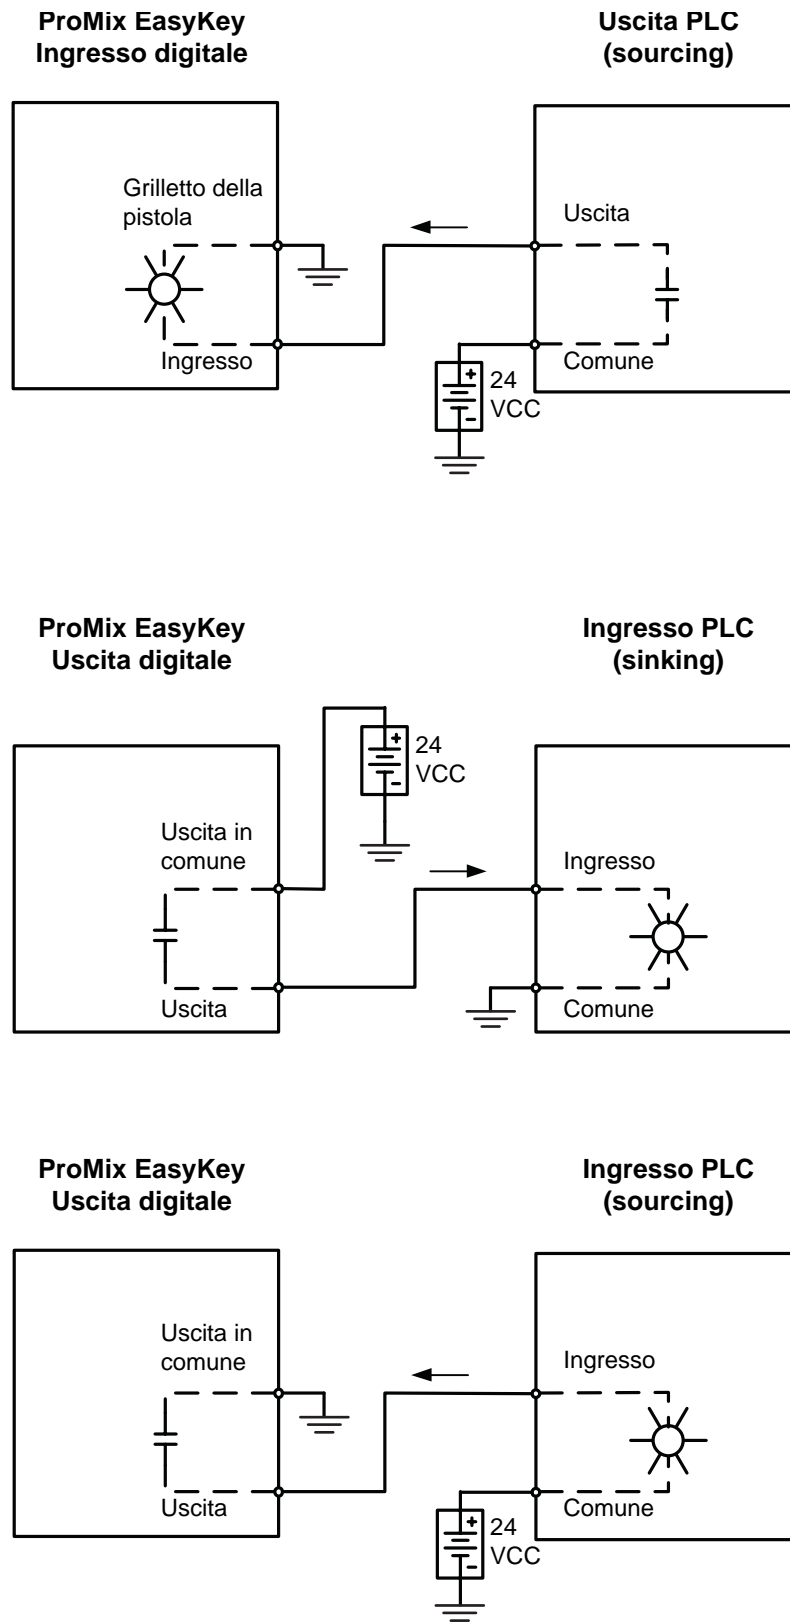 ProMix EasyKey
Ingresso digitale
Uscita PLC
(sourcing)
Grilletto della
pistola
Ingresso
Uscita
Comune
+
24
VCC
-
ProMix EasyKey
Uscita digitale
Ingresso PLC
(sinking)
+
24
VCC
-
Uscita in
comune
Uscita
Ingresso
Comune
ProMix EasyKey
Uscita digitale
Ingresso PLC
(sourcing)
Uscita in
comune
Uscita
Ingresso
Comune
+
24
VCC
-